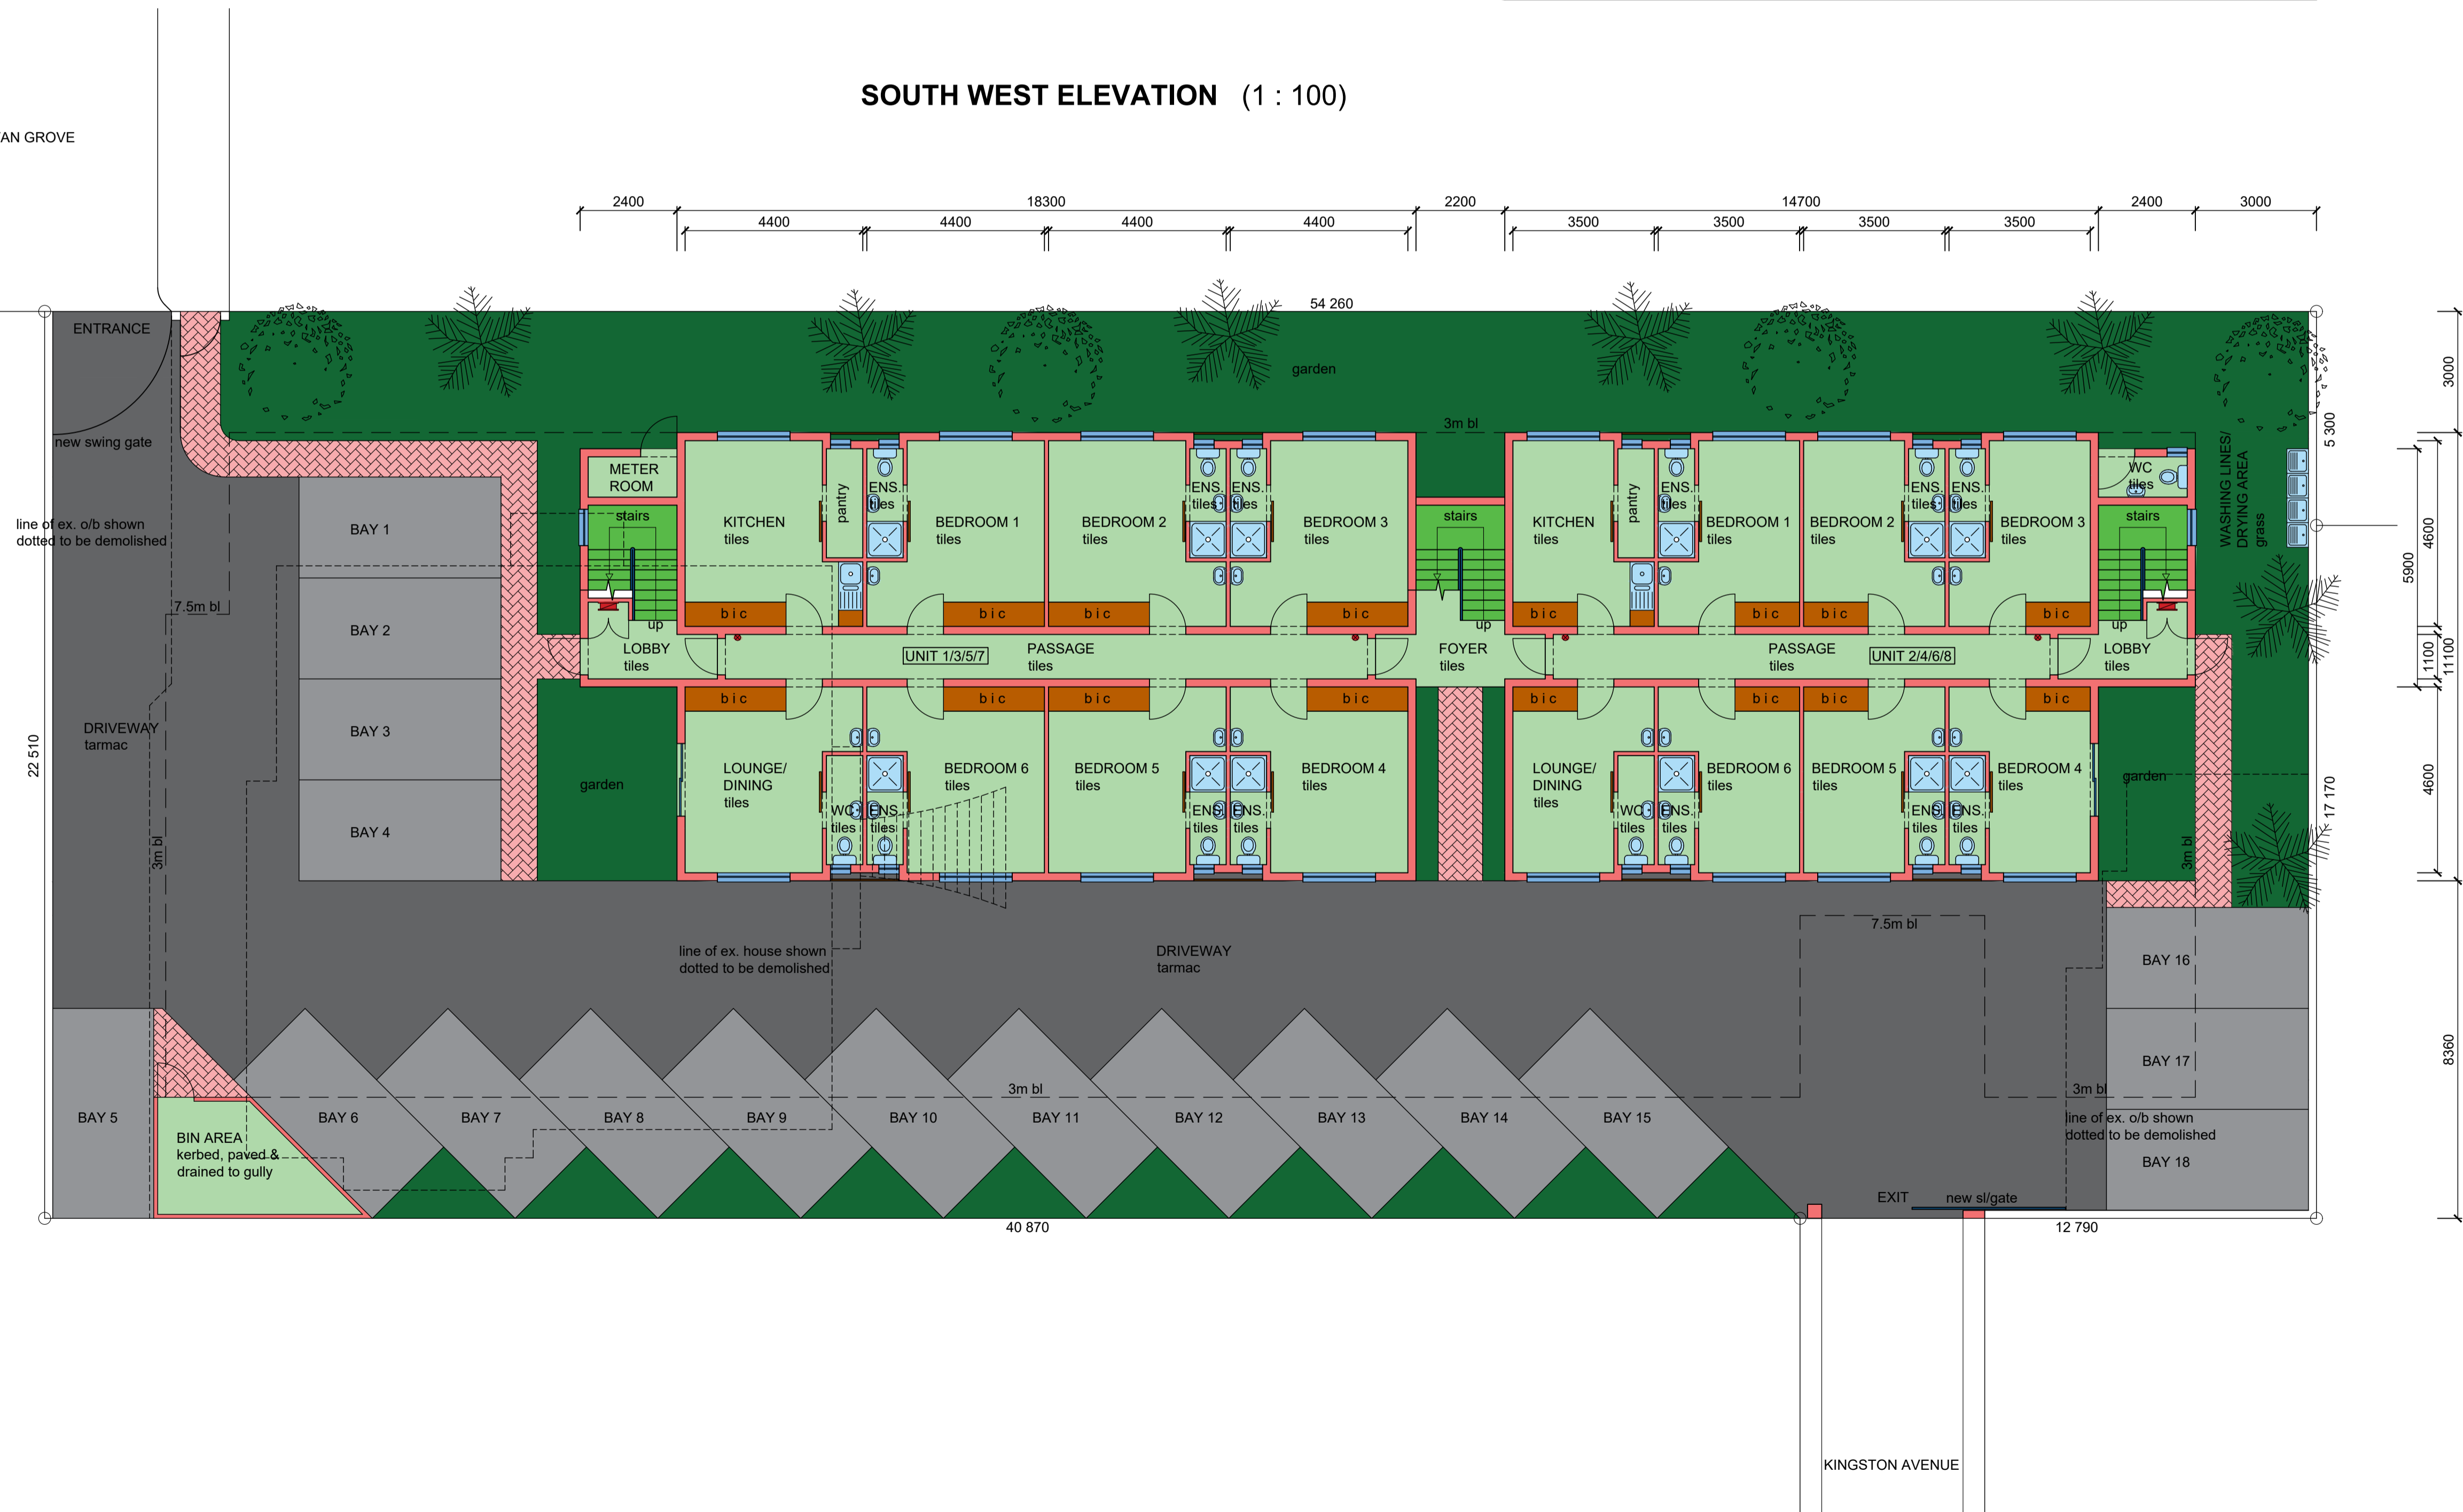 SOUTH WEST ELEVATION (1 : 100)
AN GROVE
2400 18300 2200 14700 2400 3000
4400 4400 4400 4400 3500 3500 3500 3500
54 260
ENTRANCE
garden
3000
new swing gate
3m bl
5 300
METER
ROOM
WC
tiles
WASHING LINES/
DRYING AREA
grass
line of ex. o/b shown
dotted to be demolished
BAY 1
stairs
KITCHEN
tiles
pantry
ENS.
tiles
BEDROOM 1
BEDROOM 2
tiles
ENS.
tiles
ENS.
tiles
BEDROOM 3
tiles
stairs
KITCHEN
tiles
pantry
ENS.
tiles
BEDROOM 1
tiles
BEDROOM 2
tiles
ENS.
tiles
ENS.
tiles
BEDROOM 3
tiles
stairs
4600
5900
7.5m bl
BAY 2
b i c
b i c
b i c
b i c
b i c
b i c
b i c
b i c
up
up
up
LOBBY
tiles
UNIT 1/3/5/7
PASSAGE
tiles
FOYER
tiles
PASSAGE
tiles
UNIT 2/4/6/8
LOBBY
tiles
1100
11100
b i c
b i c
b i c
b i c
b i c
b i c
b i c
b i c
22 510
DRIVEWAY
tarmac
BAY 3
garden
LOUNGE/
DINING
tiles
BEDROOM 6
tiles
BEDROOM 5
tiles
BEDROOM 4
tiles
LOUNGE/
DINING
tiles
BEDROOM 6
tiles
BEDROOM 5
tiles
BEDROOM 4
tiles
garden
4600
17 170
WC
tiles
ENS.
tiles
ENS.
tiles
ENS.
tiles
WC
tiles
ENS.
tiles
ENS.
tiles
ENS.
tiles
BAY 4
3m bl
3m bl
line of ex. house shown
dotted to be demolished
DRIVEWAY
tarmac
7.5m bl
BAY 16
BAY 17
8360
3m bl
3m bl
BAY 5
BAY 6
BAY 7
BAY 8
BAY 9
BAY 10
BAY 11
BAY 12
BAY 13
BAY 14
BAY 15
line of ex. o/b shown
dotted to be demolished
BIN AREA
kerbed, paved &
drained to gully
BAY 18
EXIT
new sl/gate
40 870
12 790
KINGSTON AVENUE